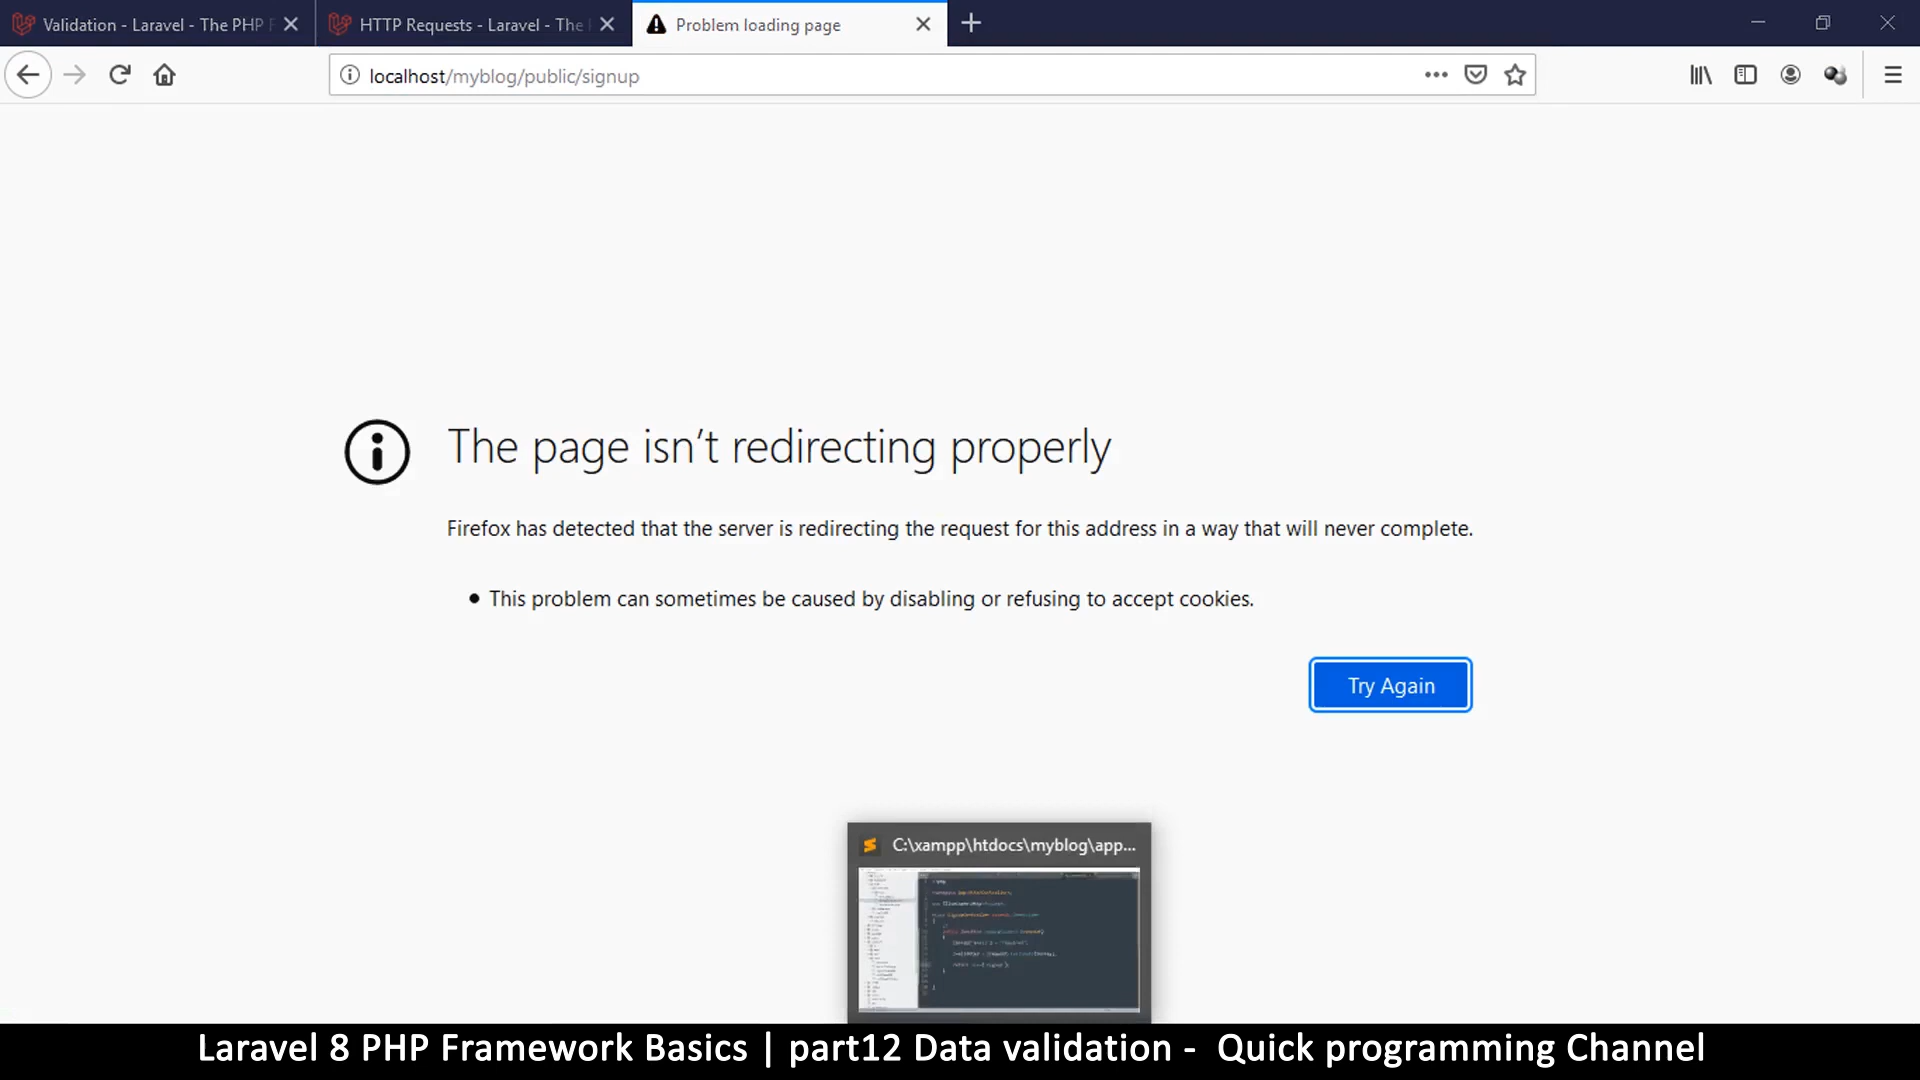 Validation - Laravel - The PHP F
HTTP Requests - Laravel - The
Problem loading page
localhost/myblog/public/signup
The page isn’t redirecting properly
Firefox has detected that the server is redirecting the request for this address in a way that will never complete.
This problem can sometimes be caused by disabling or refusing to accept cookies.
Try Again
C:\xampp\htdocs\myblog\app...
Laravel 8 PHP Framework Basics | part12 Data validation - Quick programming Channel